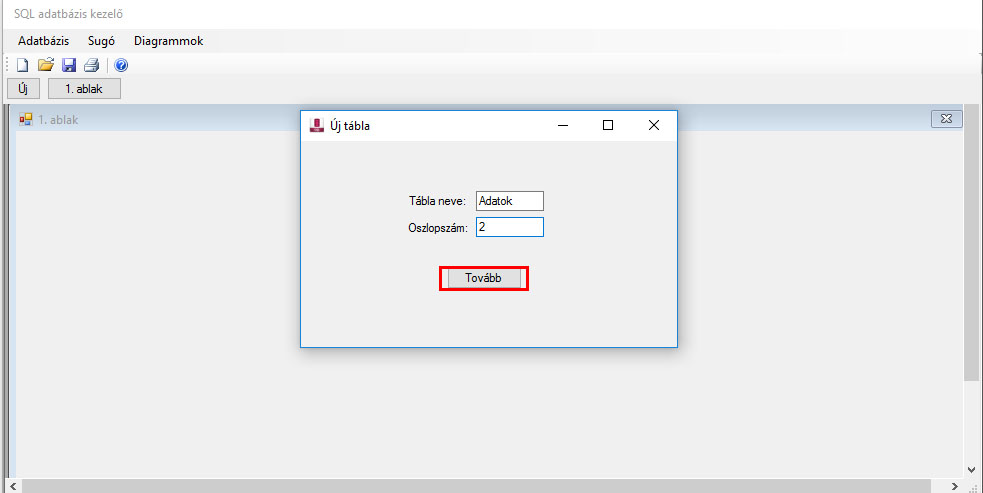 SQL adatbázis kezelő
Adatbázis Sugó Diagrammok
Új 1. ablak
1. ablak
Új tábla
Tábla neve: Adatok
Oszlopszám: 2
Tovább